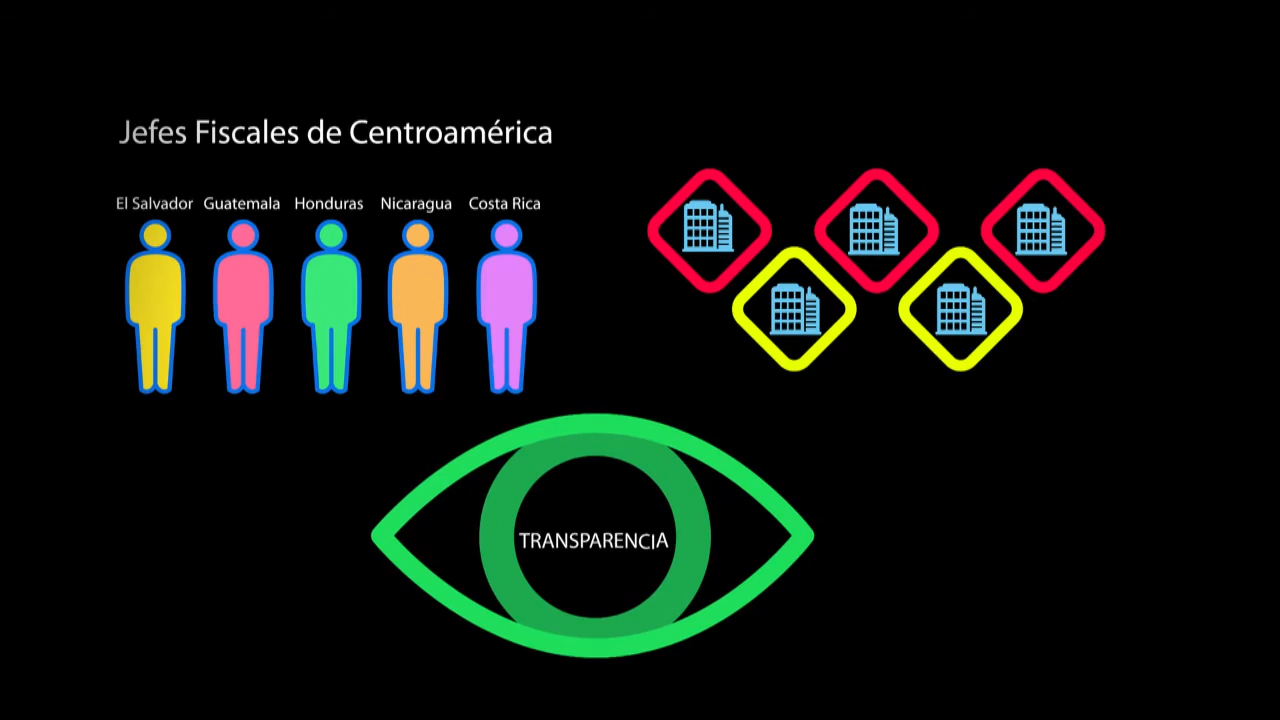 Jefes Fiscales de Centroamérica
El Salvador Guatemala Honduras Nicaragua Costa Rica
TRANSPARENCIA